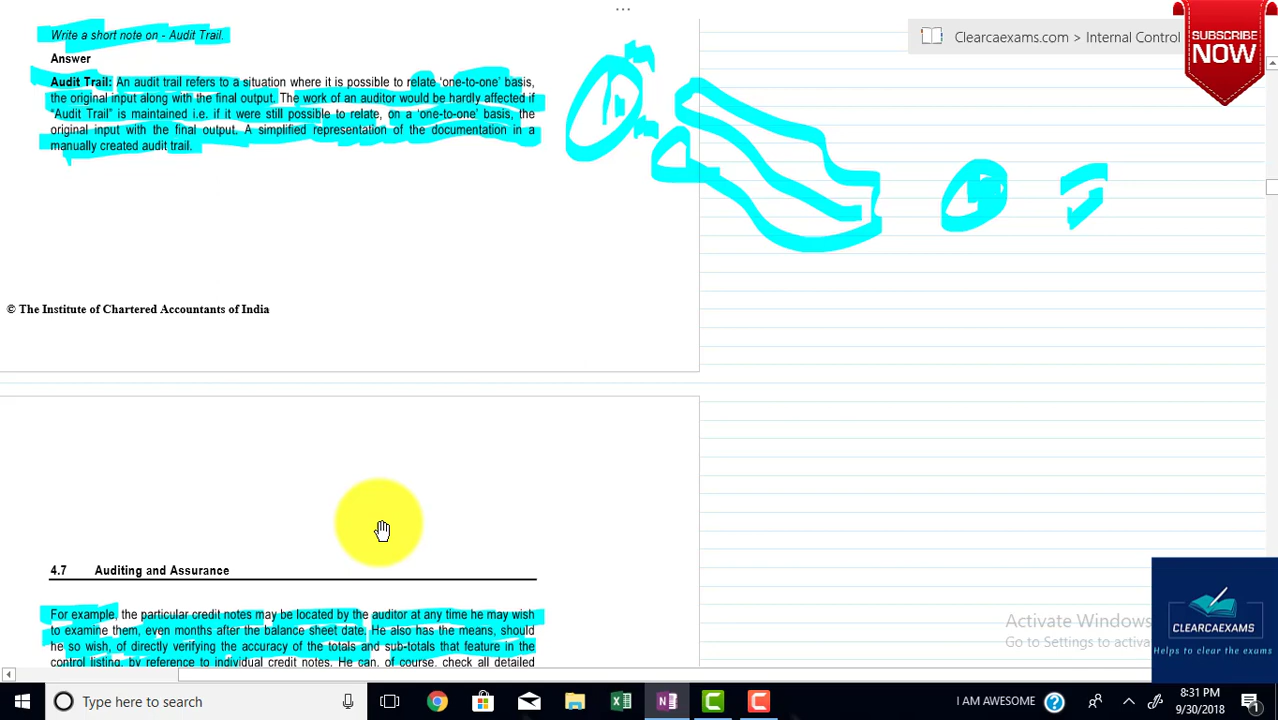 ...
Write a short note on - Audit Trail.
Clearcaexams.com > Internal Control
SUBSCRIBE
NOW
Answer
Audit Trail: An audit trail refers to a situation where it is possible to relate ‘one-to-one’ basis,
the original input along with the final output. The work of an auditor would be hardly affected if
“Audit Trail” is maintained i.e. if it were still possible to relate, on a ‘one-to-one’ basis, the
original input with the final output. A simplified representation of the documentation in a
manually created audit trail.
© The Institute of Chartered Accountants of India
4.7 Auditing and Assurance
For example, the particular credit notes may be located by the auditor at any time he may wish
to examine them, even months after the balance sheet date. He also has the means, should
he so wish, of directly verifying the accuracy of the totals and sub-totals that feature in the
control listing, by reference to individual credit notes. He can, of course, check all detailed
Activate Windows
Go to Settings to activa
CLEARCAEXAMS
Helps to clear the exams
Type here to search
I AM AWESOME
8:31 PM
9/30/2018
1